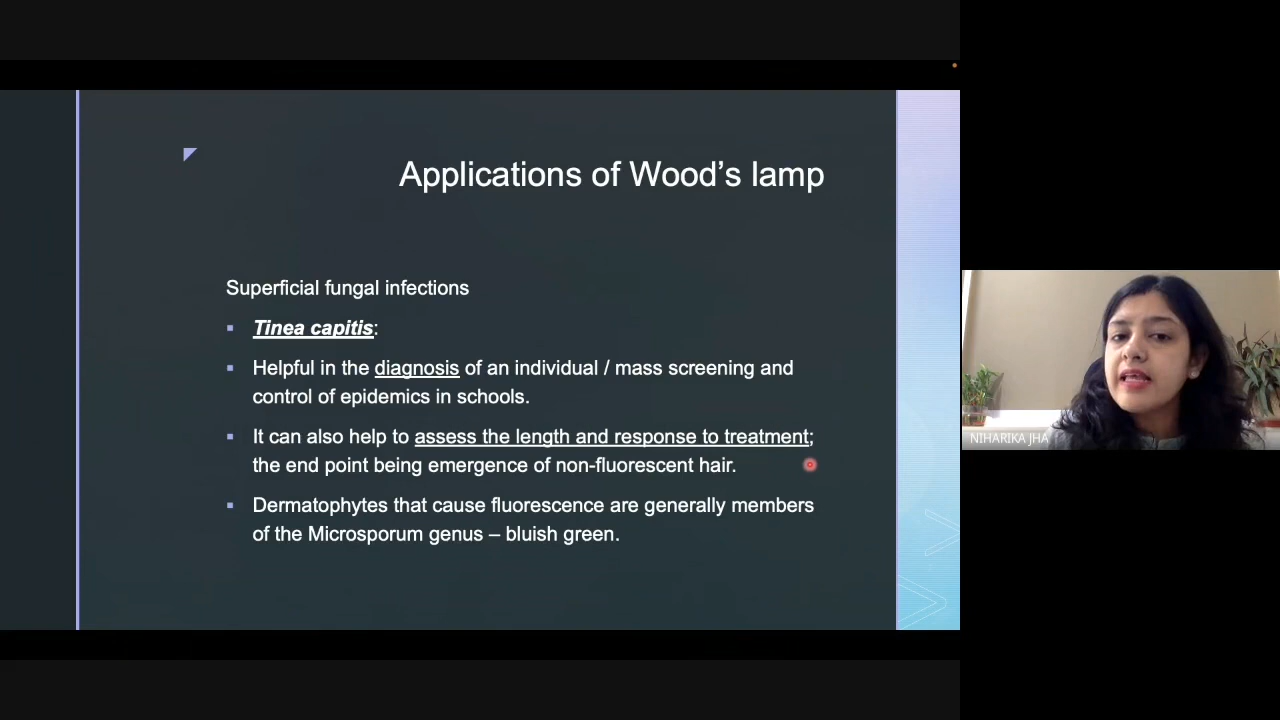 Applications of Wood’s lamp
Superficial fungal infections
▪ Tinea capitis:
▪ Helpful in the diagnosis of an individual / mass screening and
control of epidemics in schools.
▪ It can also help to assess the length and response to treatment;
the end point being emergence of non-fluorescent hair.
▪ Dermatophytes that cause fluorescence are generally members
of the Microsporum genus – bluish green.
NIHARIKA JHA